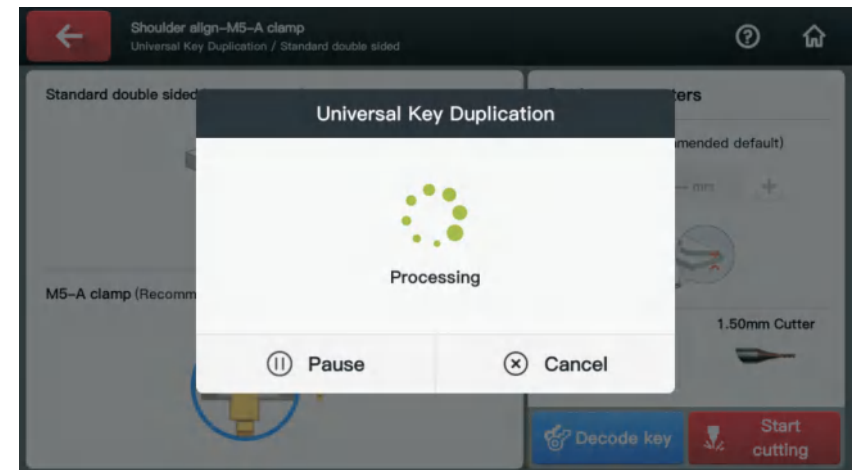 Shoulder align-M5-A clamp
Universal Key Duplication / Standard double sided
Standard double sided
Universal Key Duplication
mended default)
mm
Processing
M5-A clamp (Recomm
1.50mm Cutter
Pause
Cancel
Decode key
Start
cutting